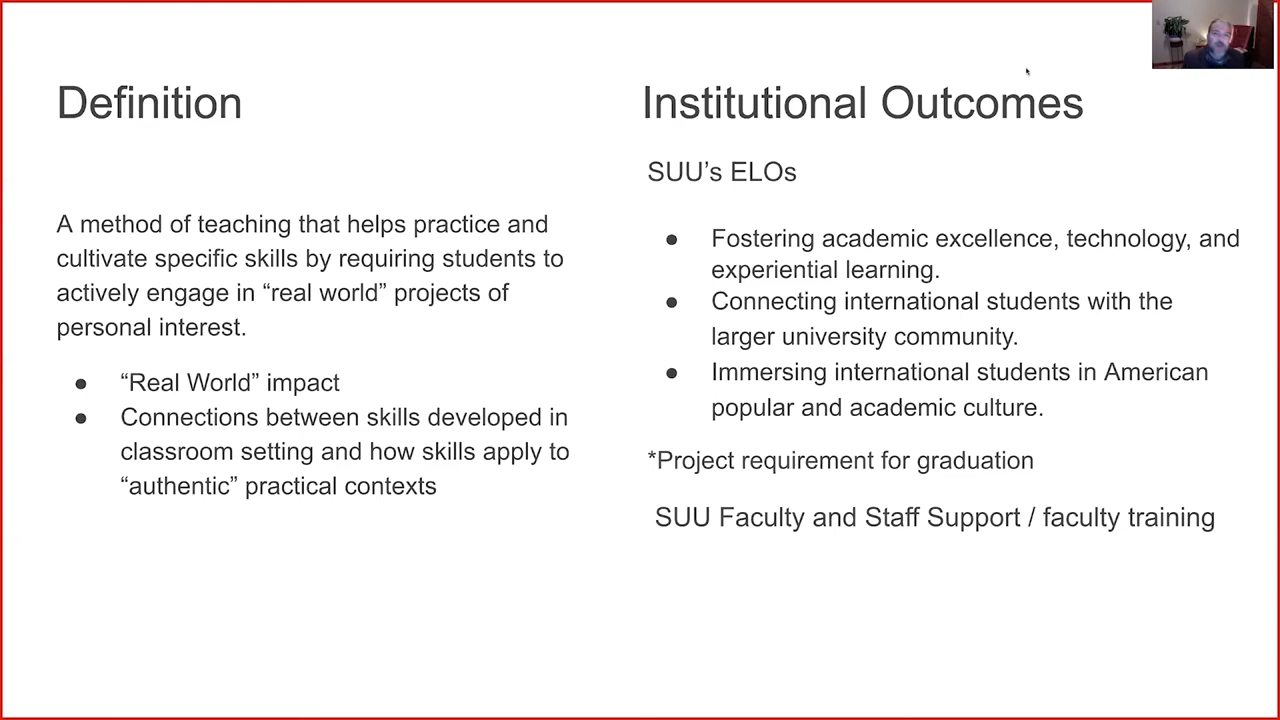 Definition
A method of teaching that helps practice and
cultivate specific skills by requiring students to
actively engage in “real world” projects of
personal interest.
● “Real World” impact
● Connections between skills developed in
classroom setting and how skills apply to
“authentic” practical contexts
Institutional Outcomes
SUU’s ELOs
● Fostering academic excellence, technology, and
experiential learning.
● Connecting international students with the
larger university community.
● Immersing international students in American
popular and academic culture.
*Project requirement for graduation
SUU Faculty and Staff Support / faculty training